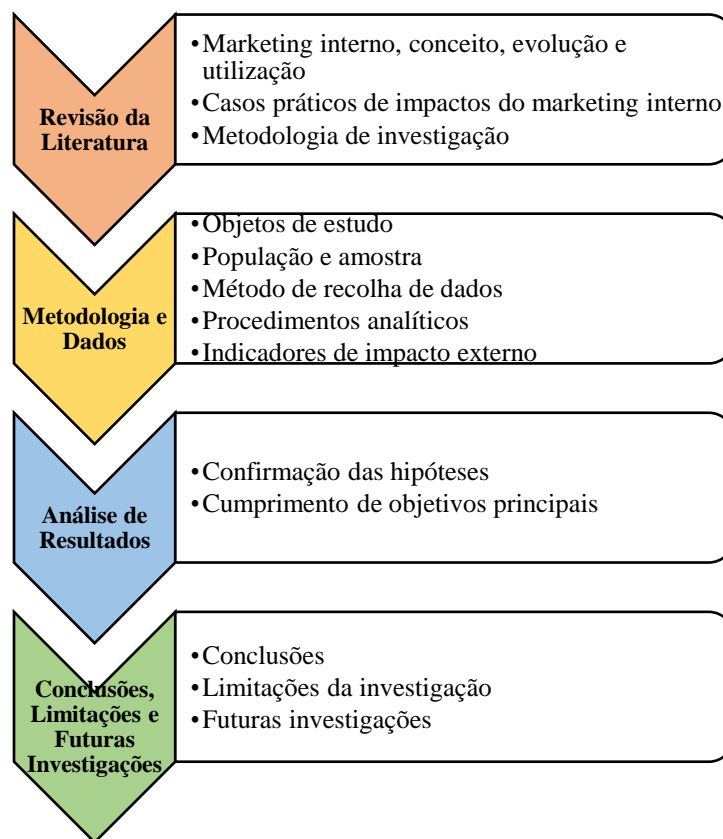 Revisão da
Literatura
•Marketing interno, conceito, evolução e
utilização
•Casos práticos de impactos do marketing interno
•Metodologia de investigação
Metodologia e
Dados
•Objetos de estudo
•População e amostra
•Método de recolha de dados
•Procedimentos analíticos
•Indicadores de impacto externo
Análise de
Resultados
•Confirmação das hipóteses
•Cumprimento de objetivos principais
Conclusões,
Limitações e
Futuras
Investigações
•Conclusões
•Limitações da investigação
•Futuras investigações